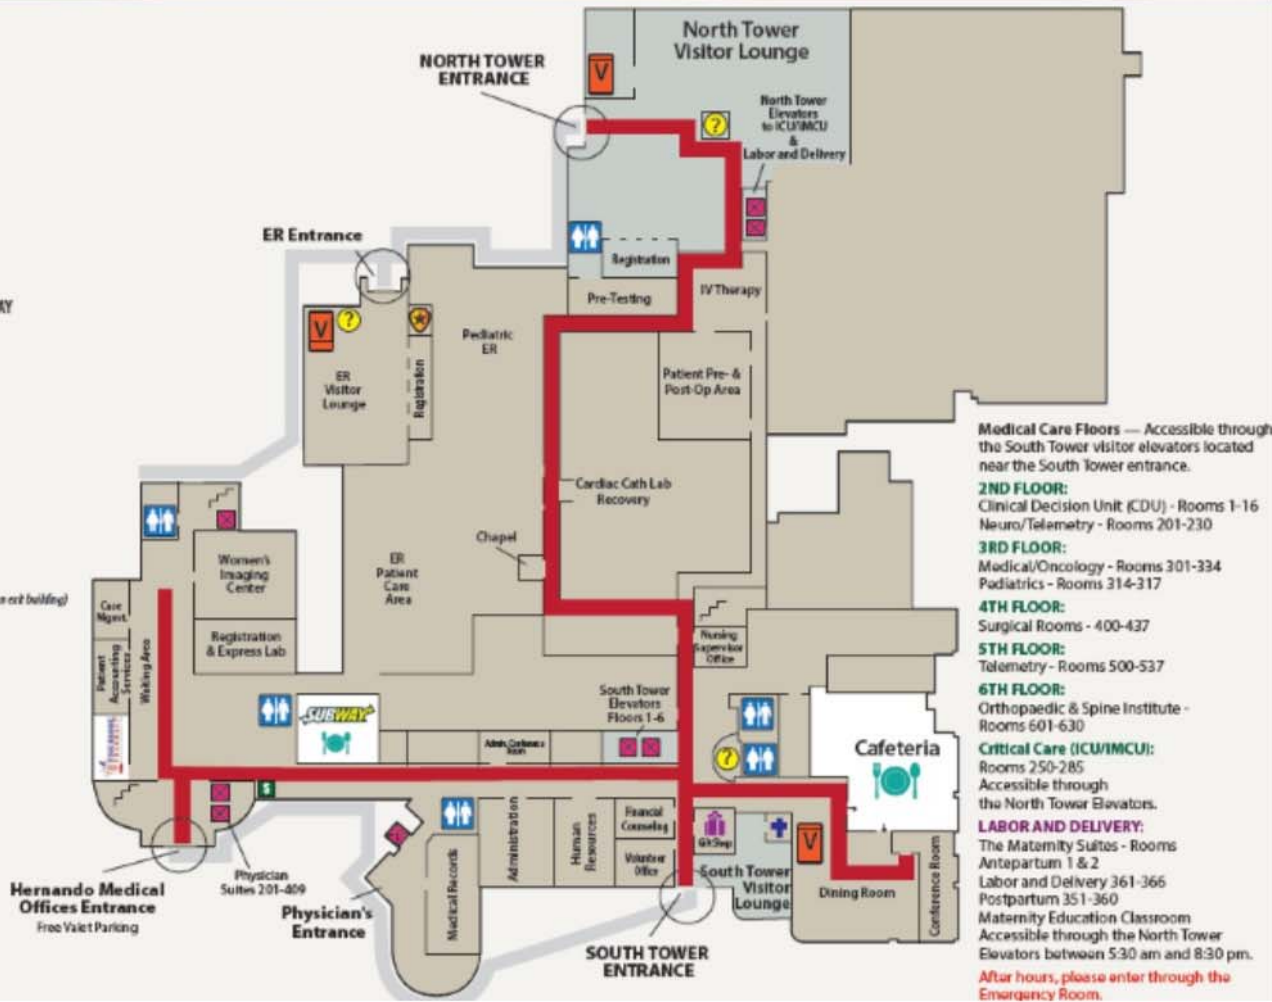 North Tower
Visitor Lounge
NORTH TOWER
ENTRANCE
V
North Tower
Elevators
to ICU/IMCU
&
Labor and Delivery
?
ER Entrance
Registration
Pre-Testing
IV Therapy
AY
V
?
Pediatric
ER
ER
Visitor
Lounge
Registration
Patient Pre- &
Post-Op Area
Cardiac Cath Lab
Recovery
Chapel
ER
Patient
Care
Area
Women's
Imaging
Center
Registration
& Express Lab
Case
Mgmt.
Patient
Accounting
Services
Waiting Area
SUBWAY
Nursing
Supervisor
Office
South Tower
Elevators
Floors 1-6
?
Cafeteria
$
Administration
Human
Resources
Financial
Counseling
Volunteer
Office
Gift Shop
V
South Tower
Visitor
Lounge
Dining Room
Conference Room
Medical Records
Hernando Medical
Offices Entrance
Free Valet Parking
Physician
Suites 201-409
Physician's
Entrance
SOUTH TOWER
ENTRANCE
Medical Care Floors — Accessible through
the South Tower visitor elevators located
near the South Tower entrance.
2ND FLOOR:
Clinical Decision Unit (CDU) - Rooms 1-16
Neuro/Telemetry - Rooms 201-230
3RD FLOOR:
Medical/Oncology - Rooms 301-334
Pediatrics - Rooms 314-317
4TH FLOOR:
Surgical Rooms - 400-437
5TH FLOOR:
Telemetry - Rooms 500-537
6TH FLOOR:
Orthopaedic & Spine Institute -
Rooms 601-630
Critical Care (ICU/IMCU):
Rooms 250-285
Accessible through
the North Tower Elevators.
LABOR AND DELIVERY:
The Maternity Suites - Rooms
Antepartum 1 & 2
Labor and Delivery 361-366
Postpartum 351-360
Maternity Education Classroom
Accessible through the North Tower
Elevators between 5:30 am and 8:30 pm.
After hours, please enter through the
Emergency Room.